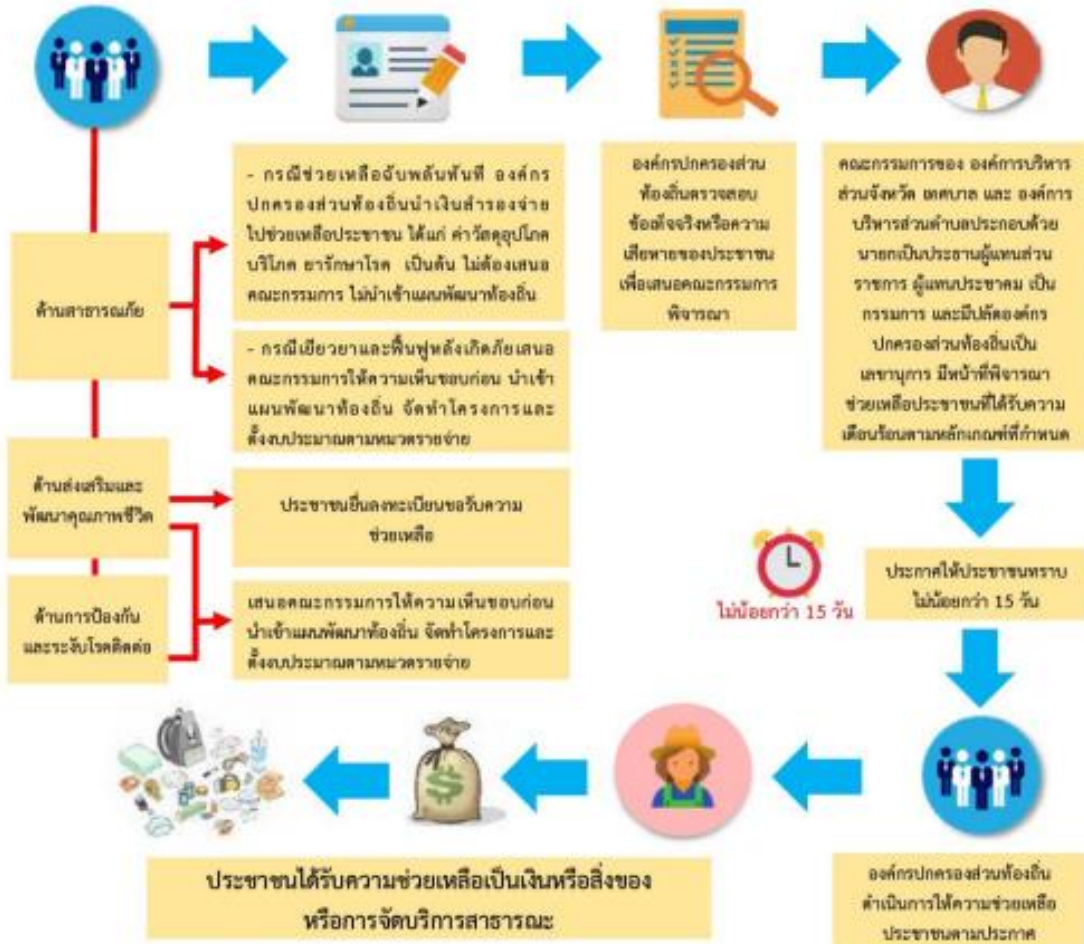 ด้านสาธารณภัย
- กรณีช่วยเหลือฉับพลันทันที องค์กร
ปกครองส่วนท้องถิ่นนำเงินสำรองจ่าย
ไปช่วยเหลือประชาชน ได้แก่ ค่าวัสดุอุปโภค
บริโภค ยารักษาโรค เป็นต้น ไม่ต้องเสนอ
คณะกรรมการ ไม่นำเข้าแผนพัฒนาท้องถิ่น
- กรณีเยียวยาและฟื้นฟูหลังเกิดภัยเสนอ
คณะกรรมการให้ความเห็นชอบก่อน นำเข้า
แผนพัฒนาท้องถิ่น จัดทำโครงการและ
ตั้งงบประมาณตามหมวดรายจ่าย
ด้านส่งเสริมและ
พัฒนาคุณภาพชีวิต
ประชาชนยื่นลงทะเบียนขอรับความ
ช่วยเหลือ
ด้านการป้องกัน
และระงับโรคติดต่อ
เสนอคณะกรรมการให้ความเห็นชอบก่อน
นำเข้าแผนพัฒนาท้องถิ่น จัดทำโครงการและ
ตั้งงบประมาณตามหมวดรายจ่าย
องค์กรปกครองส่วน
ท้องถิ่นตรวจสอบ
ข้อเท็จจริงหรือความ
เสียหายของประชาชน
เพื่อเสนอคณะกรรมการ
พิจารณา
คณะกรรมการของ องค์การบริหาร
ส่วนจังหวัด เทศบาล และ องค์การ
บริหารส่วนตำบลประกอบด้วย
นายกเป็นประธานผู้แทนส่วน
ราชการ ผู้แทนประชาคม เป็น
กรรมการ และมีปลัดองค์กร
ปกครองส่วนท้องถิ่นเป็น
เลขานุการ มีหน้าที่พิจารณา
ช่วยเหลือประชาชนที่ได้รับความ
เดือนร้อนตามหลักเกณฑ์ที่กำหนด
ไม่น้อยกว่า 15 วัน
ประกาศให้ประชาชนทราบ
ไม่น้อยกว่า 15 วัน
องค์กรปกครองส่วนท้องถิ่น
ดำเนินการให้ความช่วยเหลือ
ประชาชนตามประกาศ
ประชาชนได้รับความช่วยเหลือเป็นเงินหรือสิ่งของ
หรือการจัดบริการสาธารณะ